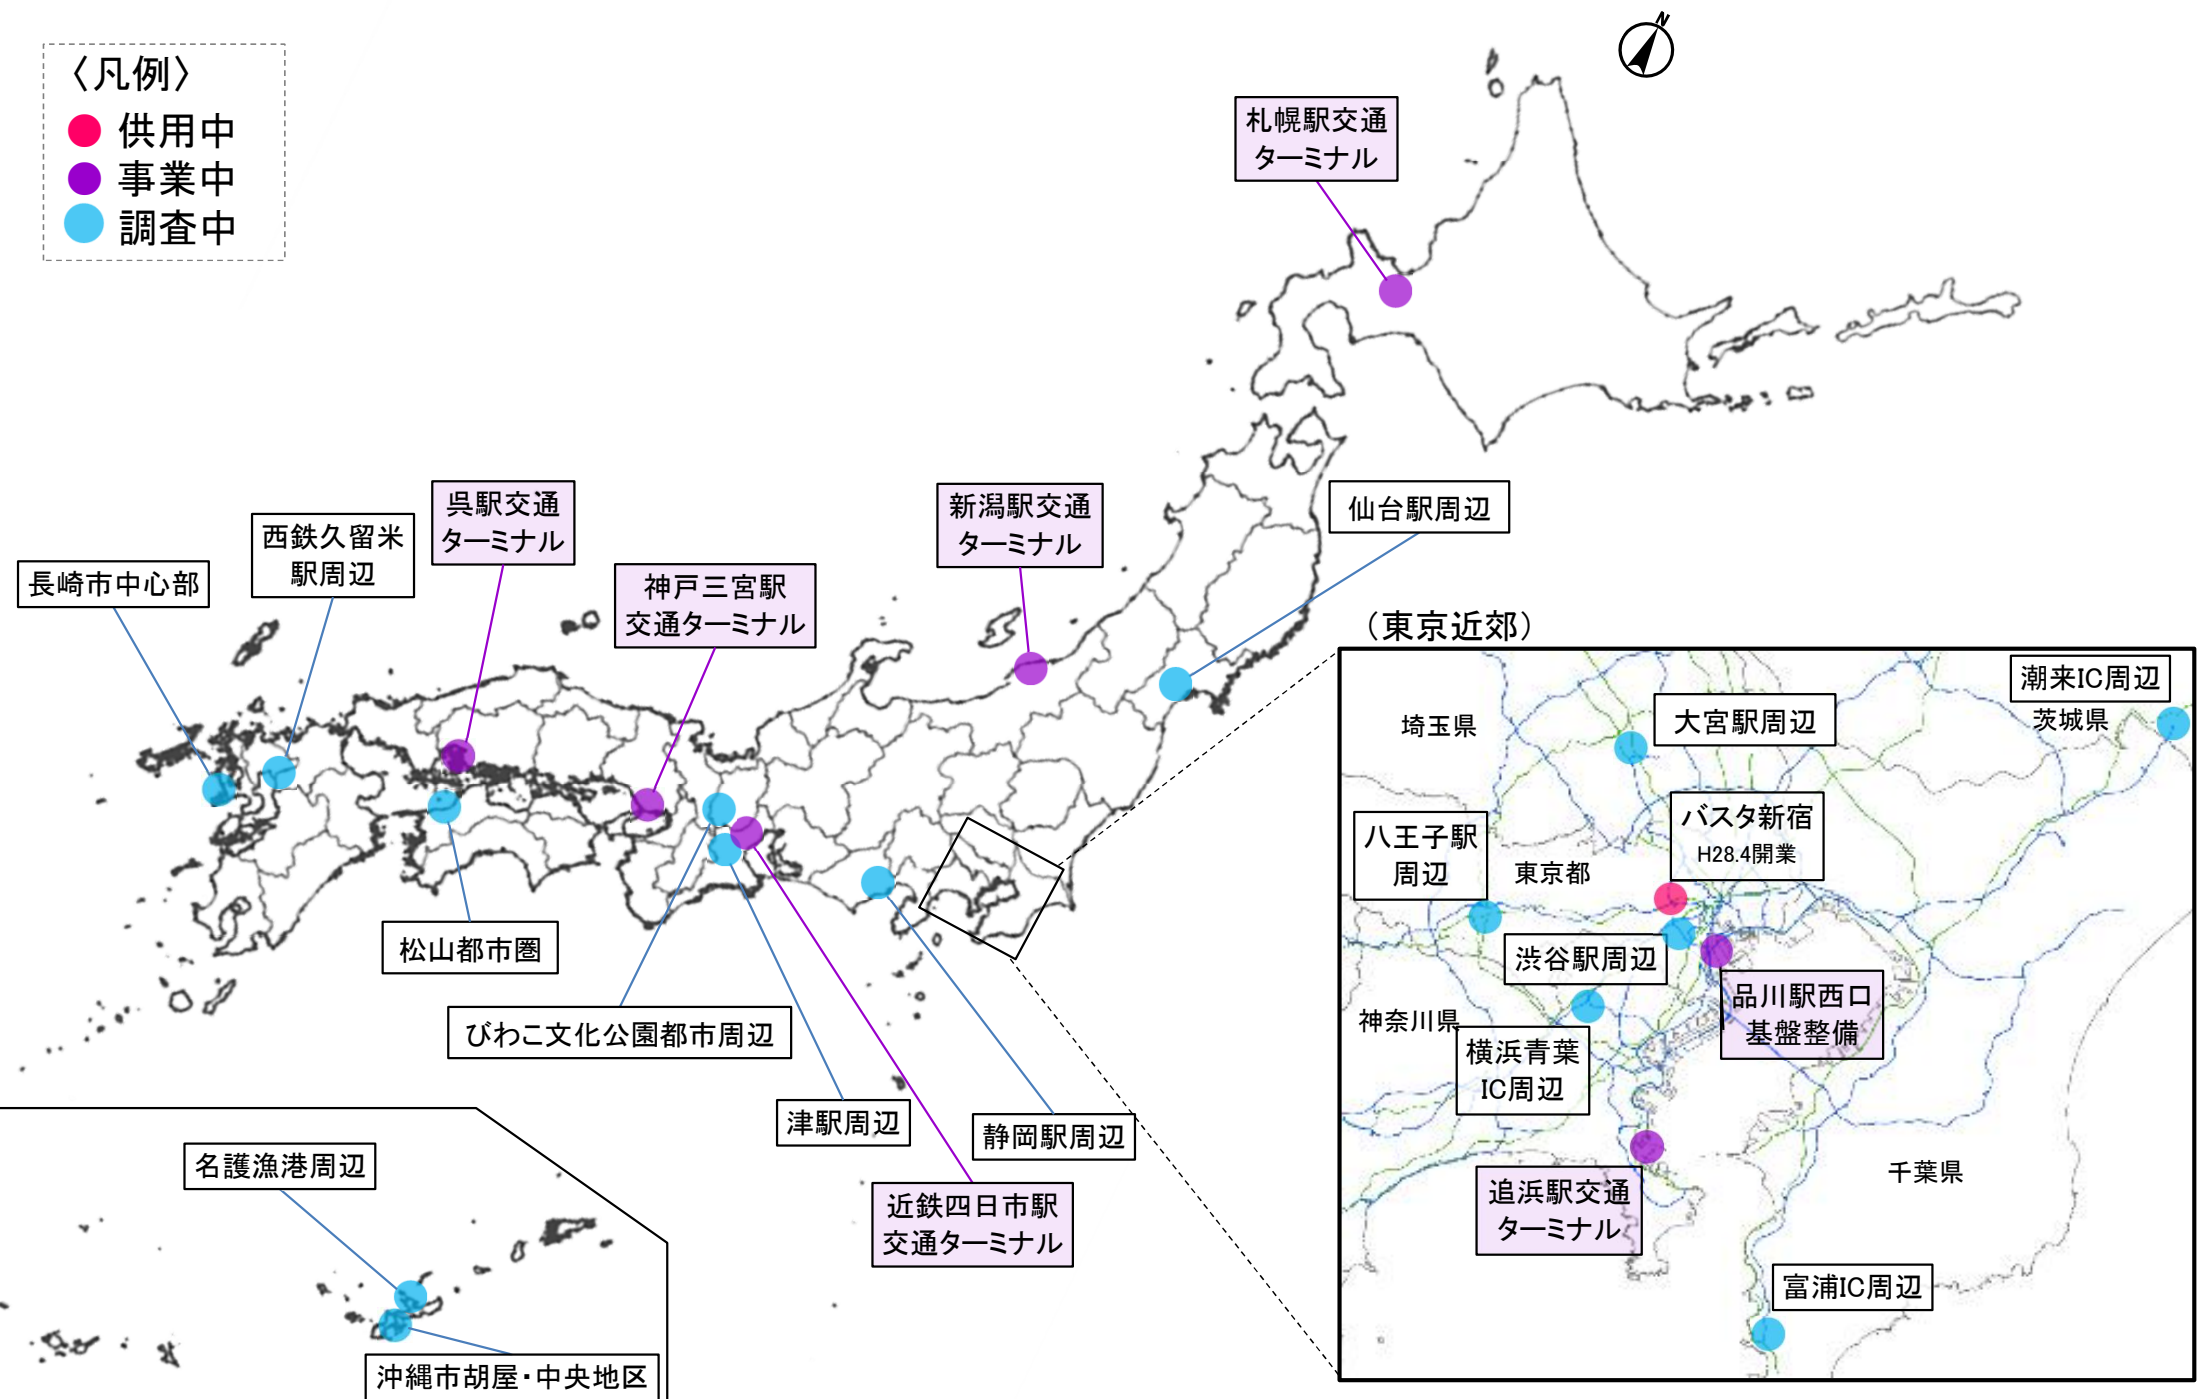 〈凡例〉
供用中
事業中
調査中
N
札幌駅交通
ターミナル
呉駅交通
ターミナル
新潟駅交通
ターミナル
仙台駅周辺
西鉄久留米
駅周辺
長崎市中心部
神戸三宮駅
交通ターミナル
松山都市圏
びわこ文化公園都市周辺
津駅周辺
静岡駅周辺
近鉄四日市駅
交通ターミナル
名護漁港周辺
沖縄市胡屋・中央地区
（東京近郊）
潮来IC周辺
茨城県
埼玉県
大宮駅周辺
バスタ新宿
H28.4開業
八王子駅
周辺
東京都
渋谷駅周辺
品川駅西口
基盤整備
神奈川県
横浜青葉
IC周辺
追浜駅交通
ターミナル
千葉県
富浦IC周辺